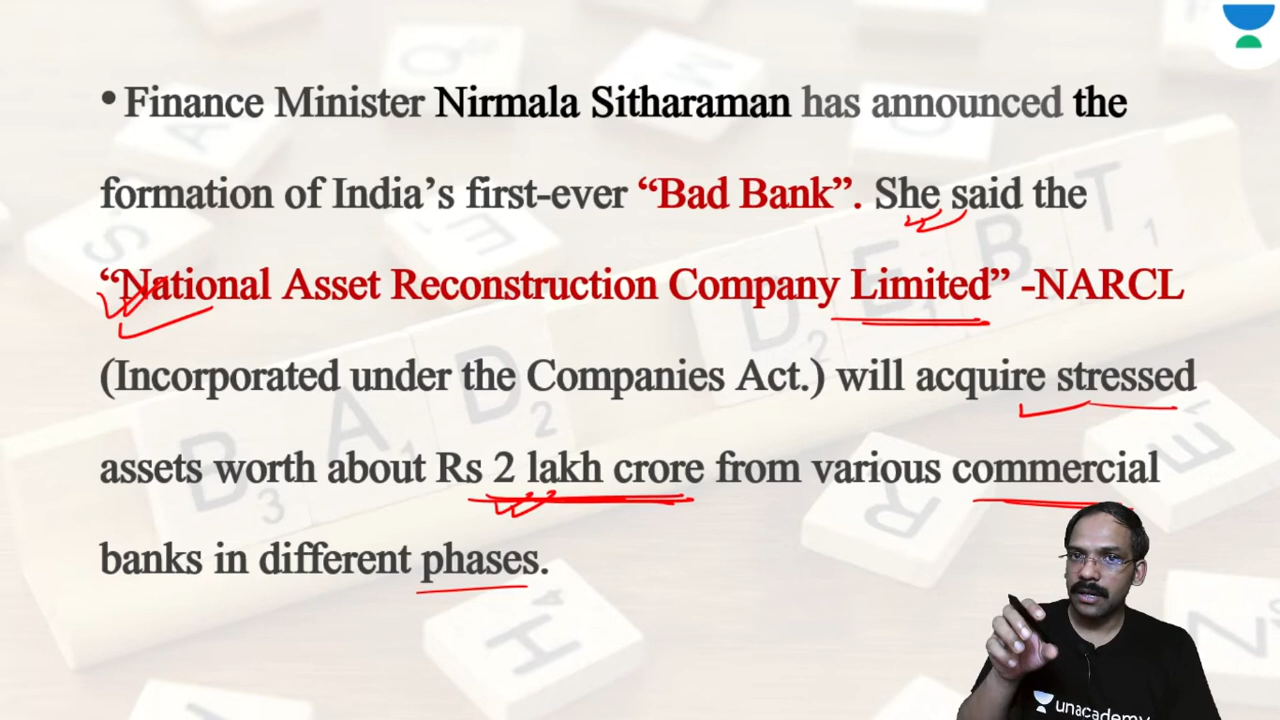 • Finance Minister Nirmala Sitharaman has announced the
formation of India’s first-ever “Bad Bank”. She said the
“National Asset Reconstruction Company Limited” -NARCL
(Incorporated under the Companies Act.) will acquire stressed
assets worth about Rs 2 lakh crore from various commercial
banks in different phases.
BAD DEBT
unacademy